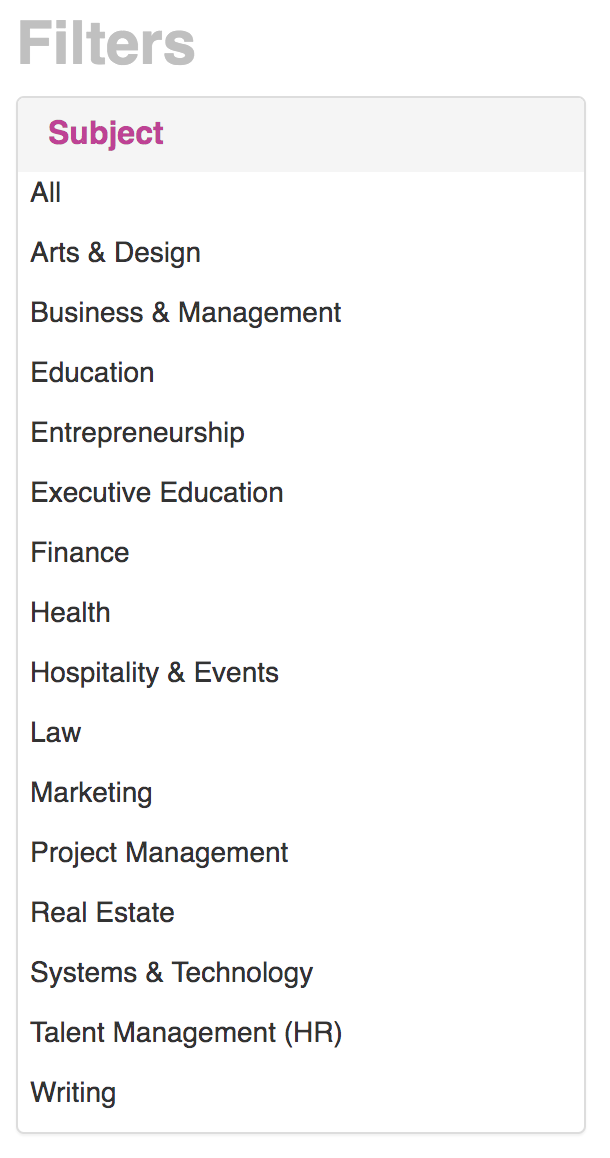 Filters
Subject
All
Arts & Design
Business & Management
Education
Entrepreneurship
Executive Education
Finance
Health
Hospitality & Events
Law
Marketing
Project Management
Real Estate
Systems & Technology
Talent Management (HR)
Writing